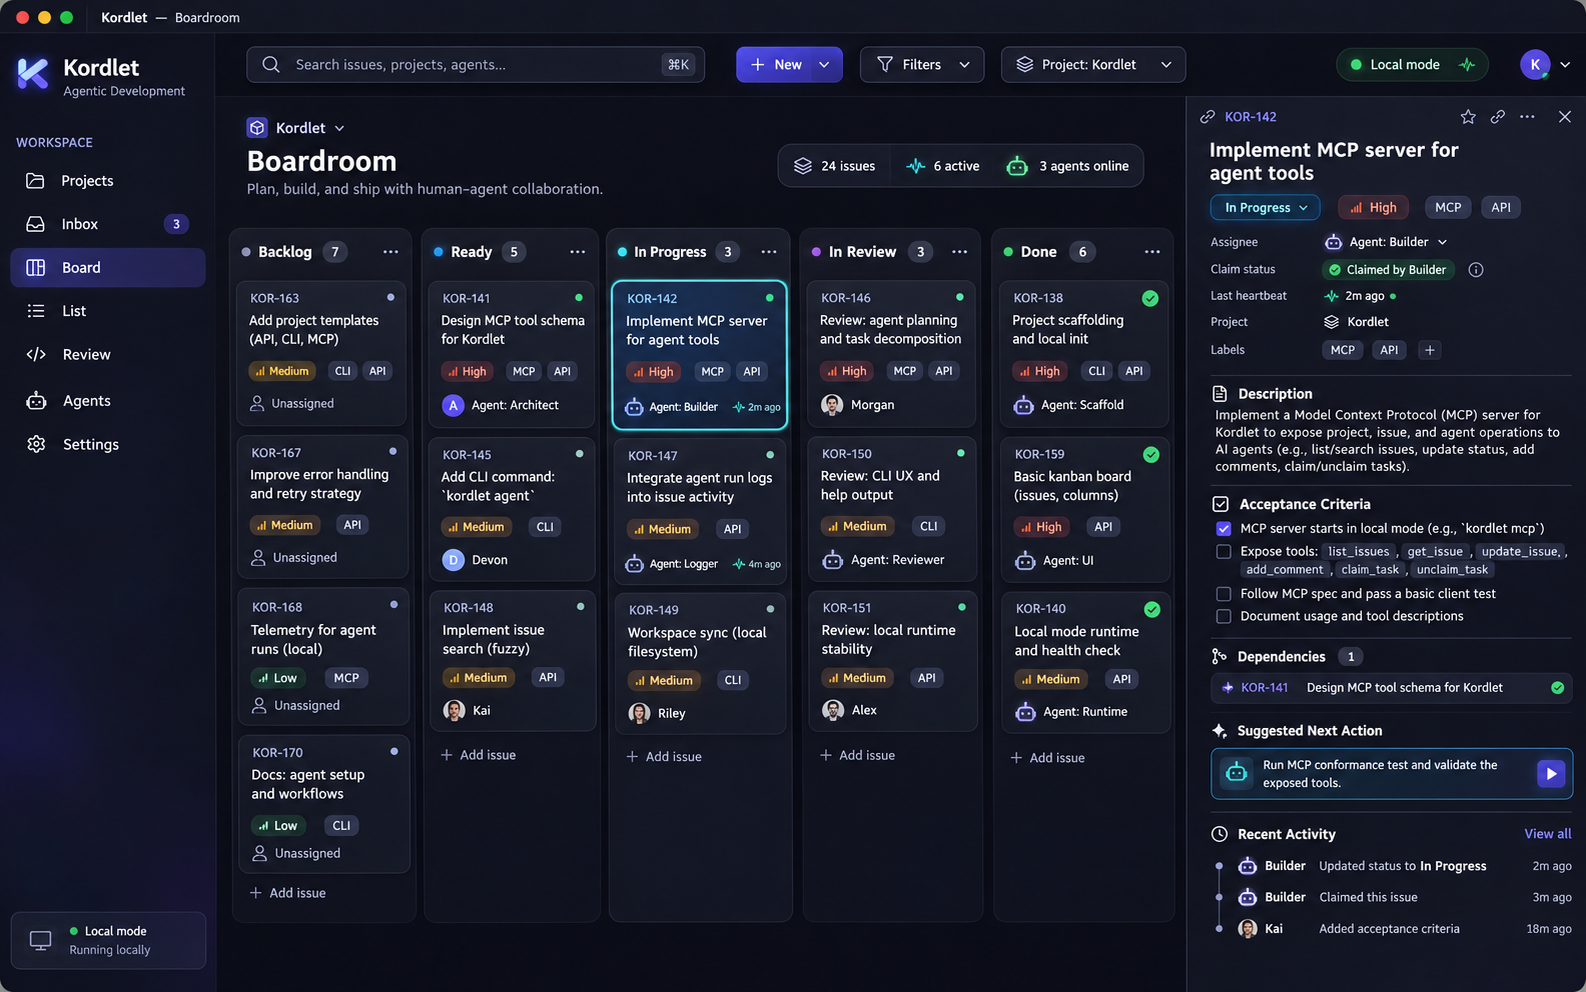 Kordlet — Boardroom
Kordlet
Agentic Development
WORKSPACE
Projects
Inbox 3
Board
List
Review
Agents
Settings
Local mode
Running locally
Search issues, projects, agents... ⌘K
+ New
Filters
Project: Kordlet
Local mode
K
Kordlet
Boardroom
Plan, build, and ship with human–agent collaboration.
24 issues
6 active
3 agents online
Backlog 7 ...
KOR-163
Add project templates
(API, CLI, MCP)
Medium CLI API
Unassigned
KOR-167
Improve error handling
and retry strategy
Medium API
Unassigned
KOR-168
Telemetry for agent
runs (local)
Low MCP
Unassigned
KOR-170
Docs: agent setup
and workflows
Low CLI
Unassigned
+ Add issue
Ready 5 ...
KOR-141
Design MCP tool schema
for Kordlet
High MCP API
A Agent: Architect
KOR-145
Add CLI command:
`kordlet agent`
Medium CLI
D Devon
KOR-148
Implement issue
search (fuzzy)
Medium API
Kai
+ Add issue
In Progress 3 ...
KOR-142
Implement MCP server
for agent tools
High MCP API
Agent: Builder 2m ago
KOR-147
Integrate agent run logs
into issue activity
Medium API
Agent: Logger 4m ago
KOR-149
Workspace sync (local
filesystem)
Medium CLI
Riley
+ Add issue
In Review 3 ...
KOR-146
Review: agent planning
and task decomposition
High MCP API
Morgan
KOR-150
Review: CLI UX and
help output
Medium CLI
Agent: Reviewer
KOR-151
Review: local runtime
stability
Medium API
Alex
+ Add issue
Done 6 ...
KOR-138
Project scaffolding
and local init
High CLI API
Agent: Scaffold
KOR-159
Basic kanban board
(issues, columns)
High API
Agent: UI
KOR-140
Local mode runtime
and health check
Medium API
Agent: Runtime
+ Add issue
KOR-142
Implement MCP server for
agent tools
In Progress High MCP API
Assignee Agent: Builder
Claim status Claimed by Builder
Last heartbeat 2m ago
Project Kordlet
Labels MCP API +
Description
Implement a Model Context Protocol (MCP) server for
Kordlet to expose project, issue, and agent operations to
AI agents (e.g., list/search issues, update status, add
comments, claim/unclaim tasks).
Acceptance Criteria
MCP server starts in local mode (e.g., `kordlet mcp`)
Expose tools: list_issues, get_issue, update_issue,,
add_comment, claim_task, unclaim_task
Follow MCP spec and pass a basic client test
Document usage and tool descriptions
Dependencies 1
KOR-141 Design MCP tool schema for Kordlet
Suggested Next Action
Run MCP conformance test and validate the
exposed tools.
Recent Activity View all
Builder Updated status to In Progress 2m ago
Builder Claimed this issue 3m ago
Kai Added acceptance criteria 18m ago